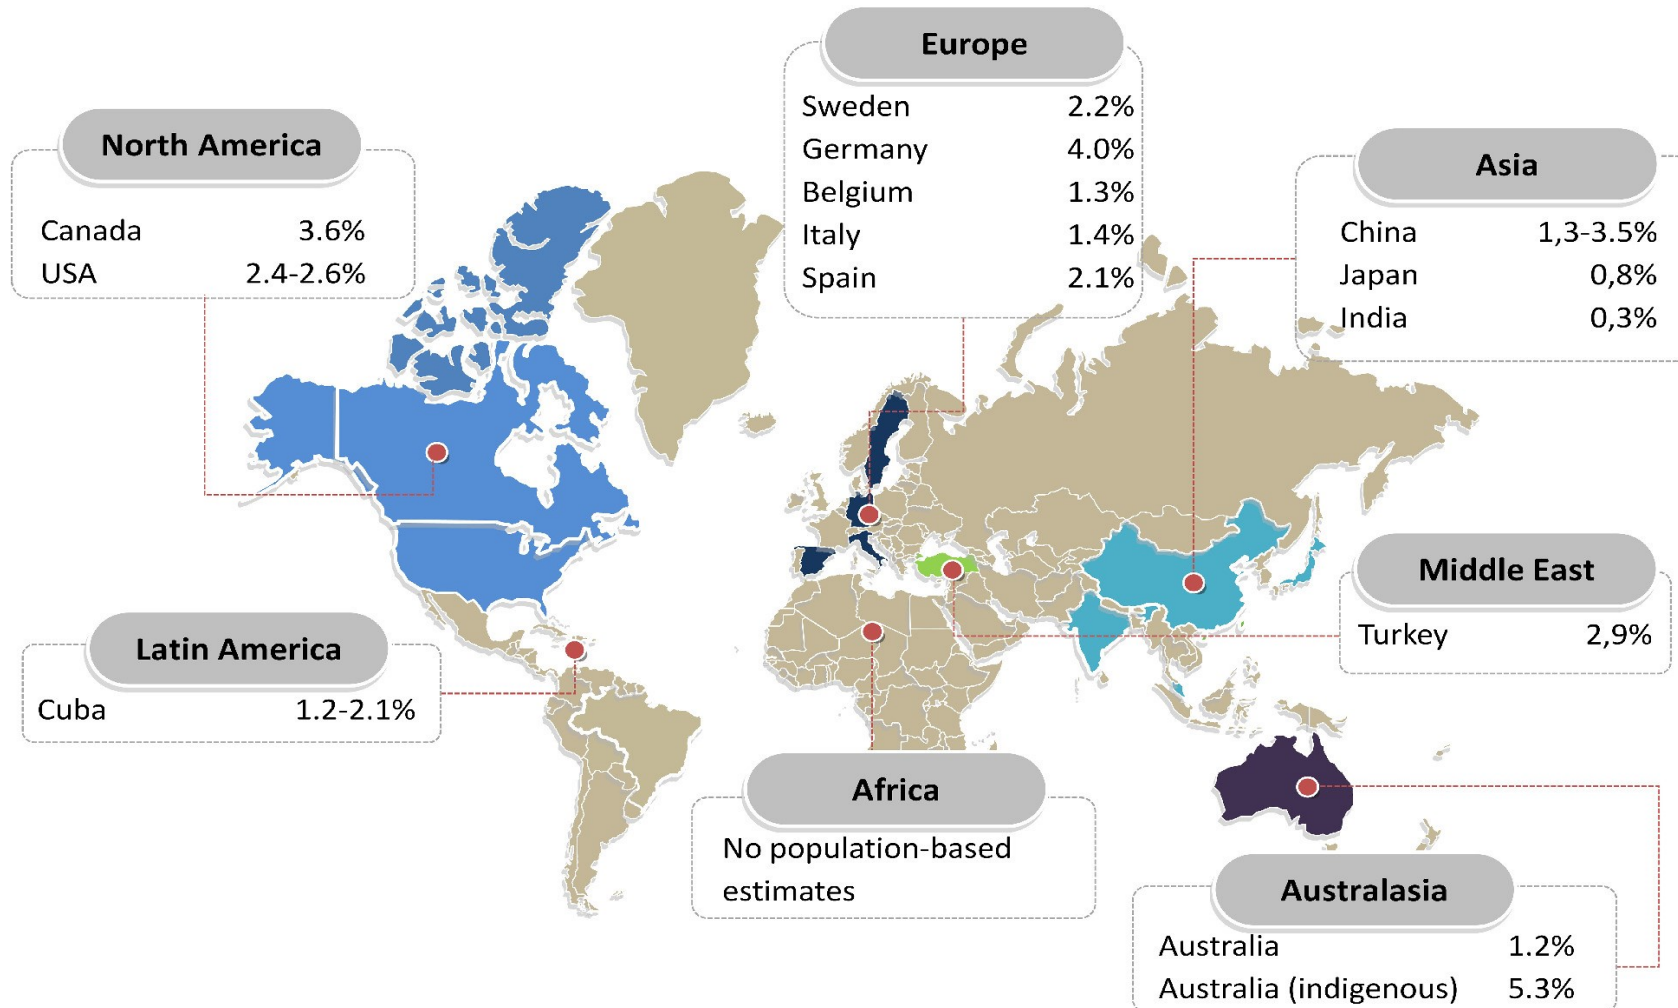 Europe
Sweden 2.2%
Germany 4.0%
Belgium 1.3%
Italy 1.4%
Spain 2.1%
North America
Canada 3.6%
USA 2.4-2.6%
Asia
China 1,3-3.5%
Japan 0,8%
India 0,3%
Middle East
Turkey 2,9%
Latin America
Cuba 1.2-2.1%
Africa
No population-based
estimates
Australasia
Australia 1.2%
Australia (indigenous) 5.3%